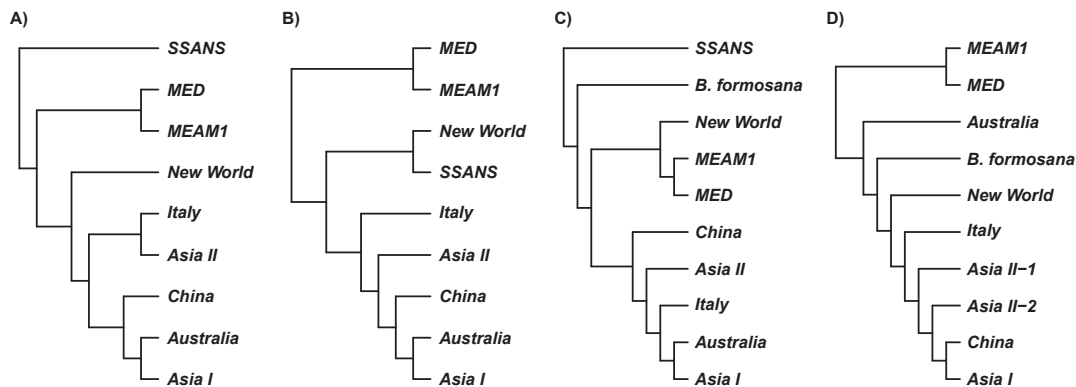 A)
SSANS
MED
MEAM1
New World
Italy
Asia II
China
Australia
Asia I
B)
MED
MEAM1
New World
SSANS
Italy
Asia II
China
Australia
Asia I
C)
SSANS
B. formosana
New World
MEAM1
MED
China
Asia II
Italy
Australia
Asia I
D)
MEAM1
MED
Australia
B. formosana
New World
Italy
Asia II−1
Asia II−2
China
Asia I